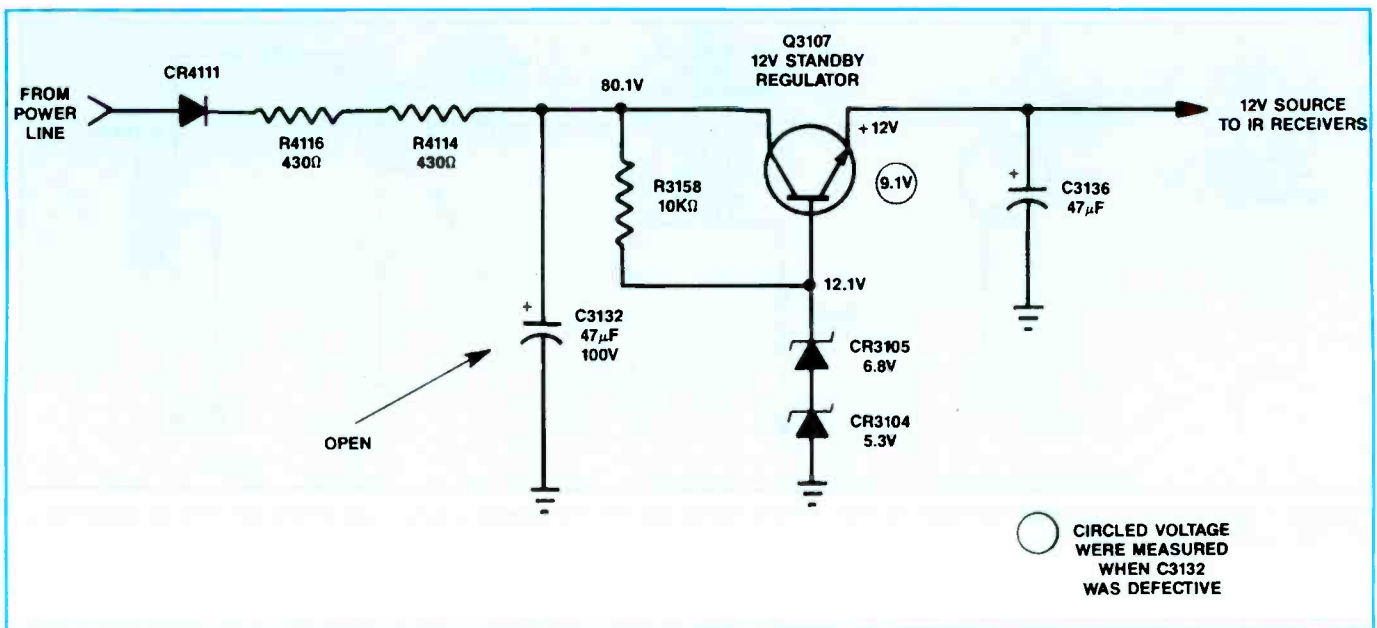 FROM
POWER
LINE
CR4111
R4116
430Ω
R4114
430Ω
80.1V
R3158
10KΩ
Q3107
12V STANDBY
REGULATOR
+12V
9.1V
12V SOURCE
TO IR RECEIVERS
+
C3136
47μF
12.1V
+
C3132
47μF
100V
OPEN
CR3105
6.8V
CR3104
5.3V
CIRCLED VOLTAGE
WERE MEASURED
WHEN C3132
WAS DEFECTIVE